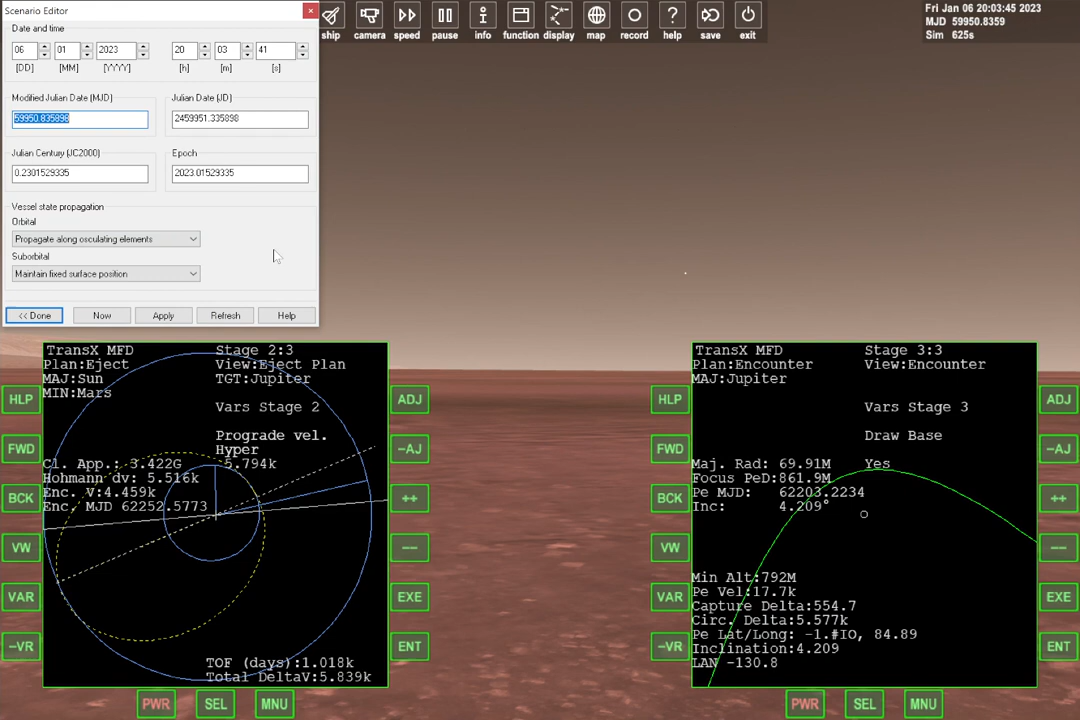 Scenario Editor
Date and time
06 01 2023 20 03 41
[DD] [MM] [YYYY] [h] [m] [s]
Modified Julian Date (MJD) Julian Date (JD)
59950.835898 2459951.335898
Julian Century (JC2000) Epoch
0.2301529335 2023.01529335
Vessel state propagation
Orbital
Propagate along osculating elements
Suborbital
Maintain fixed surface position
<< Done Now Apply Refresh Help
ship camera speed pause info function display map record help save exit
Fri Jan 06 20:03:45 2023
MJD 59950.8359
Sim 625s
TransX MFD Stage 2:3
Plan:Eject View:Eject Plan
MAJ:Sun TGT:Jupiter
MIN:Mars
Vars Stage 2
Prograde vel.
Hyper
Cl. App.: 3.422G 5.794k
Hohmann dv: 5.516k
Enc. V:4.459k
Enc. MJD 62252.5773
TOF (days):1.018k
Total DeltaV:5.839k
HLP
FWD
BCK
VW
VAR
-VR
ADJ
-AJ
++
--
EXE
ENT
PWR SEL MNU
TransX MFD Stage 3:3
Plan:Encounter View:Encounter
MAJ:Jupiter
Vars Stage 3
Draw Base
Maj. Rad: 69.91M Yes
Focus PeD:861.9M
Pe MJD: 62203.2234
Inc: 4.209°
Min Alt:792M
Pe Vel:17.7k
Capture Delta:554.7
Circ. Delta:5.577k
Pe Lat/Long: -1.#IO, 84.89
Inclination:4.209
LAN -130.8
HLP
FWD
BCK
VW
VAR
-VR
ADJ
-AJ
++
--
EXE
ENT
PWR SEL MNU